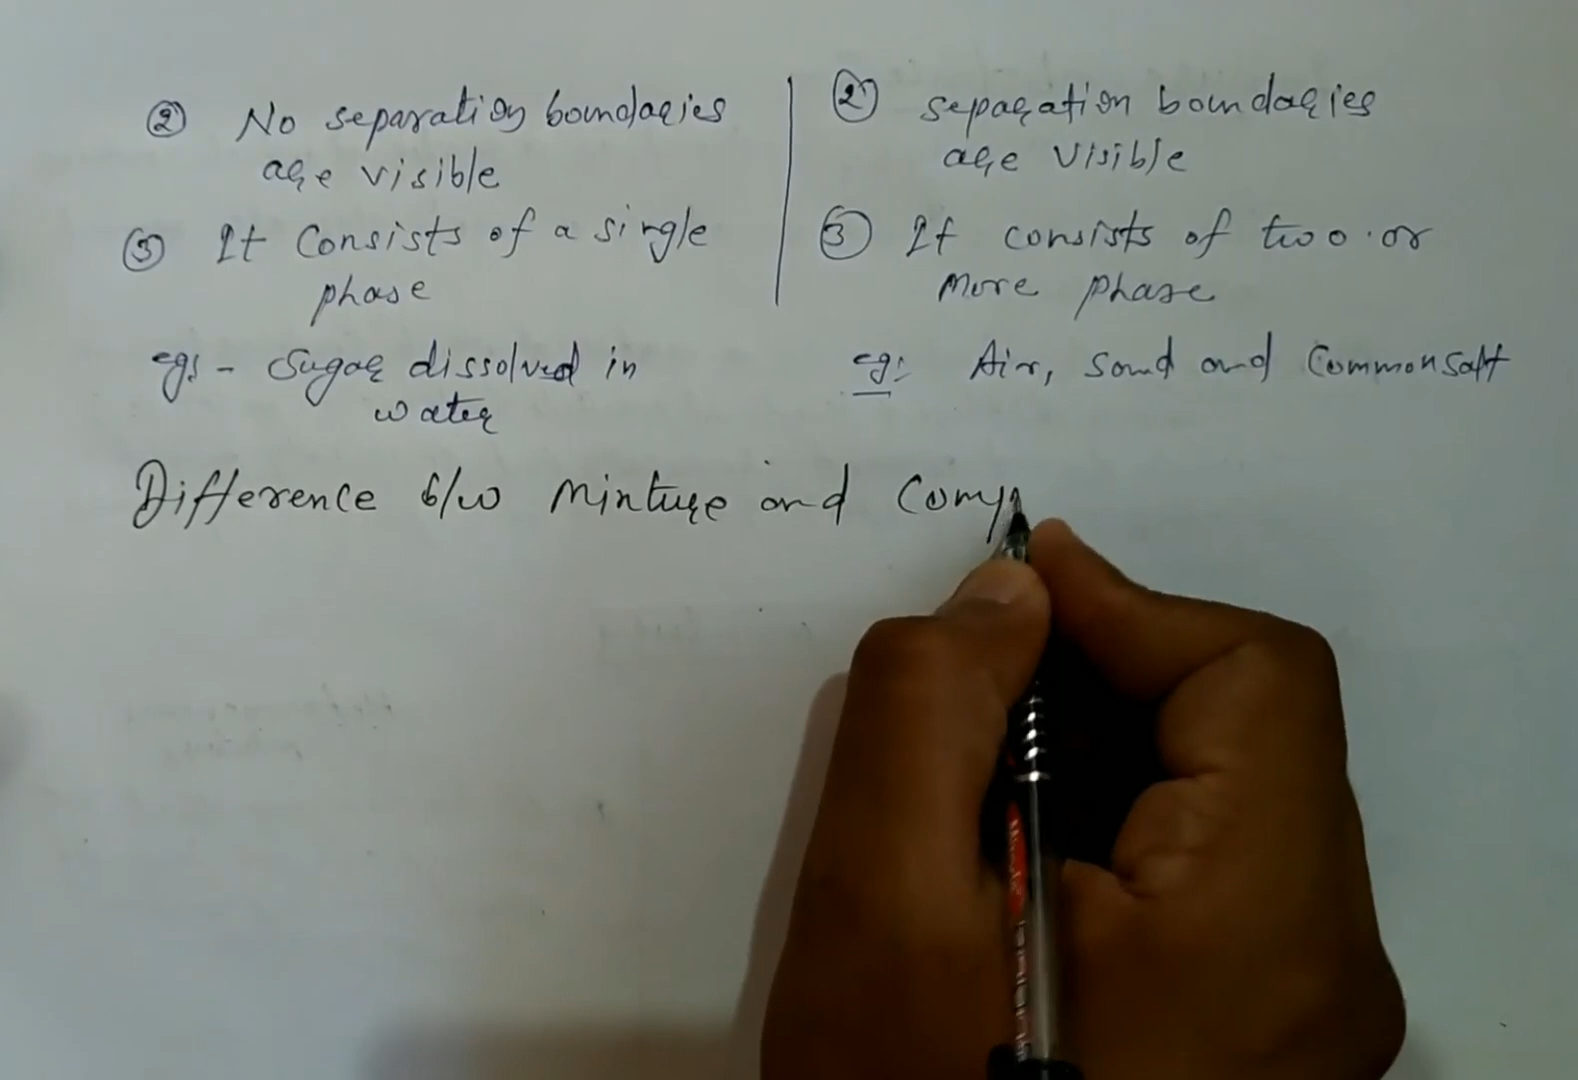 ② No separation boundaries
are visible
③ It Consists of a single
phase
eg:- Sugar dissolved in
water
② separation boundaries
are Visible
③ It consists of two or
more phase
eg: Air, Sand and Common salt
Difference b/w Mixture and Comp